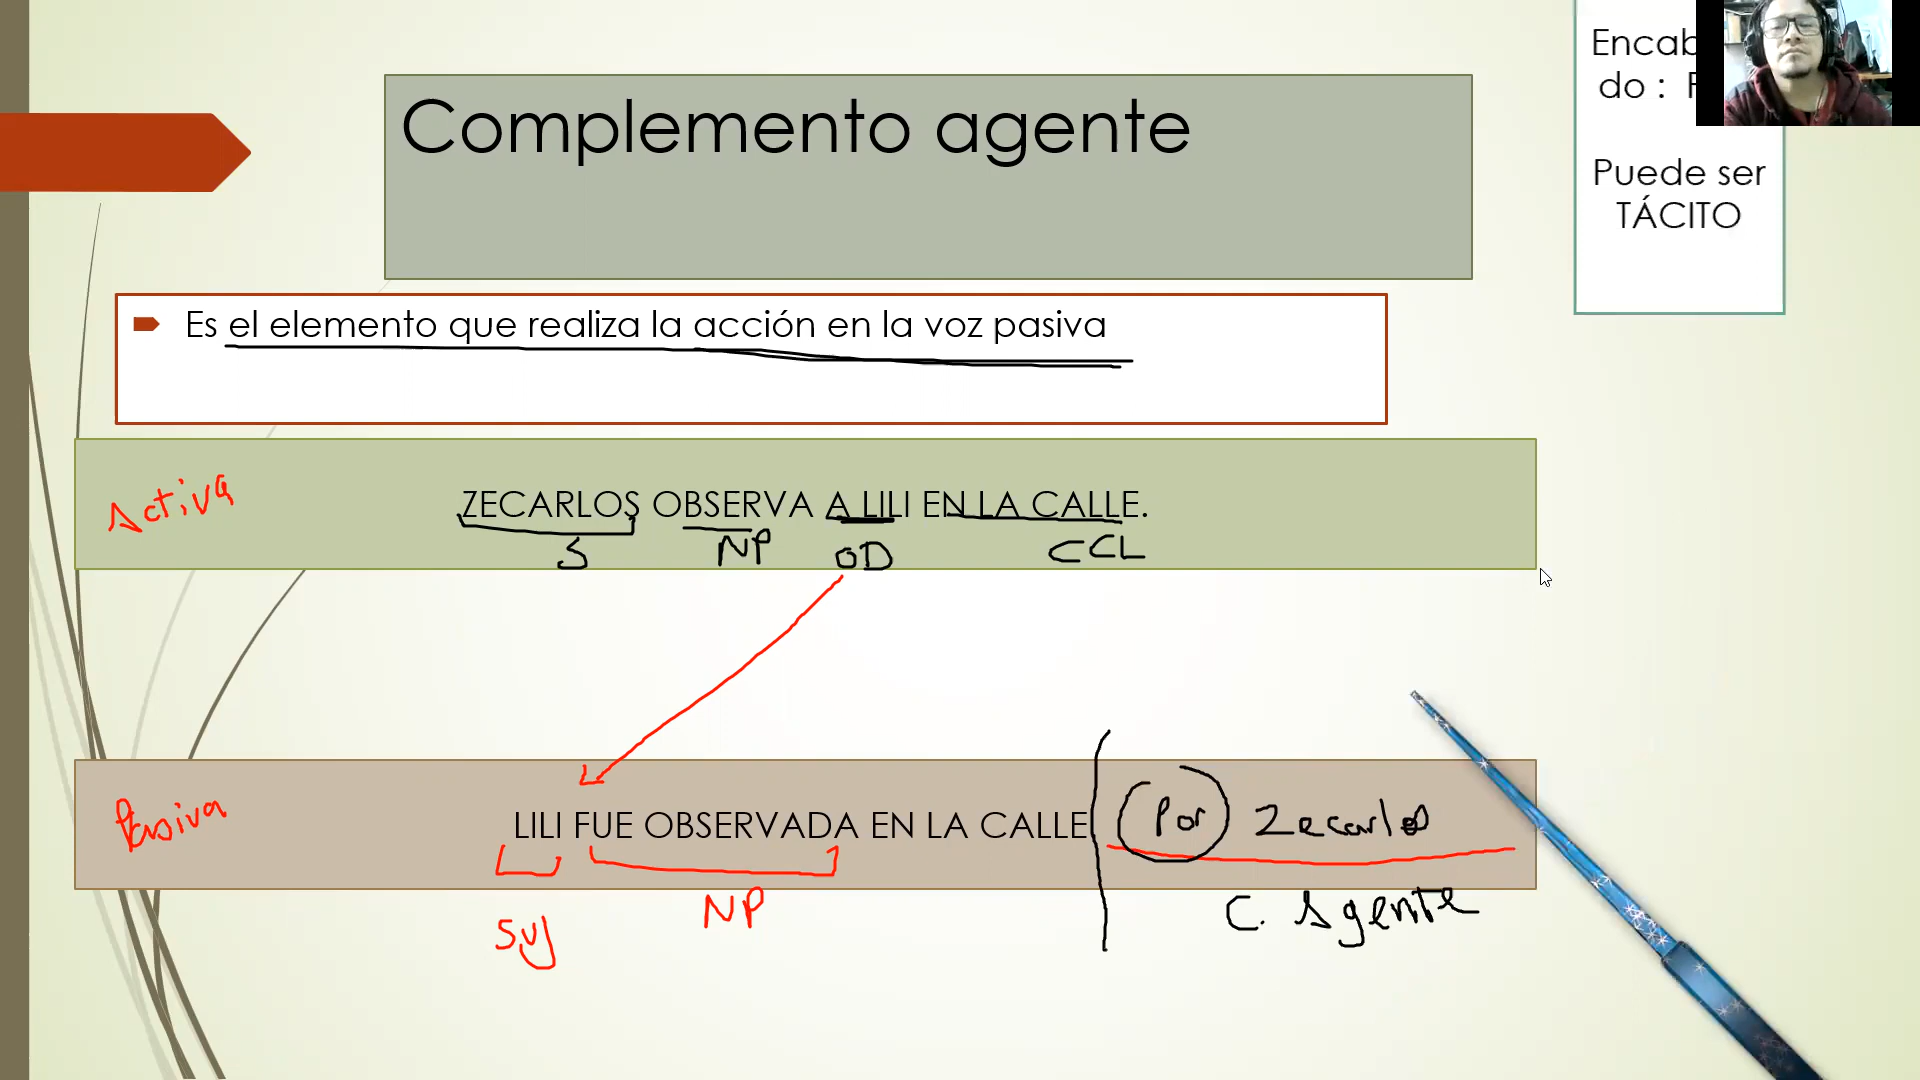 Complemento agente
Encab
do :
Puede ser
TÁCITO
Es el elemento que realiza la acción en la voz pasiva
Activa
ZECARLOS OBSERVA A LILI EN LA CALLE.
S NP OD CCL
Pasiva
LILI FUE OBSERVADA EN LA CALLE Por Zecarlos
Suj NP C. Agente